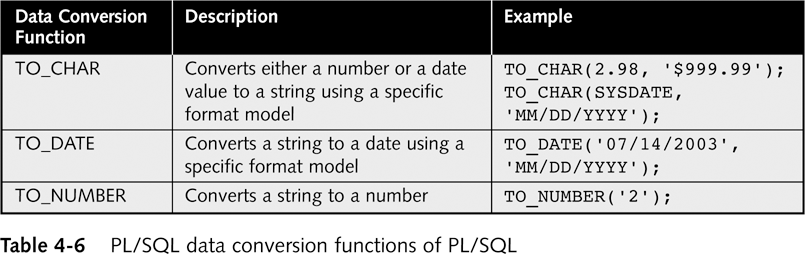 Data Conversion Function Description Example
TO_CHAR Converts either a number or a date TO_CHAR(2.98, '$999.99');
value to a string using a specific TO_CHAR(SYSDATE,
format model 'MM/DD/YYYY');
TO_DATE Converts a string to a date using a TO_DATE('07/14/2003',
specific format model 'MM/DD/YYYY');
TO_NUMBER Converts a string to a number TO_NUMBER('2');
Table 4-6 PL/SQL data conversion functions of PL/SQL